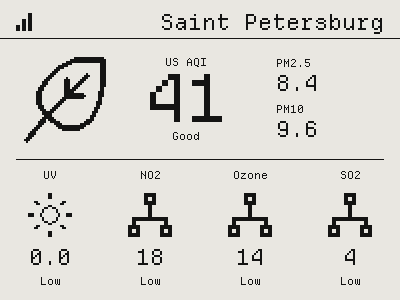 Saint Petersburg
US AQI
41
Good
PM2.5
8.4
PM10
9.6
UV NO2 Ozone SO2
0.0 18 14 4
Low Low Low Low